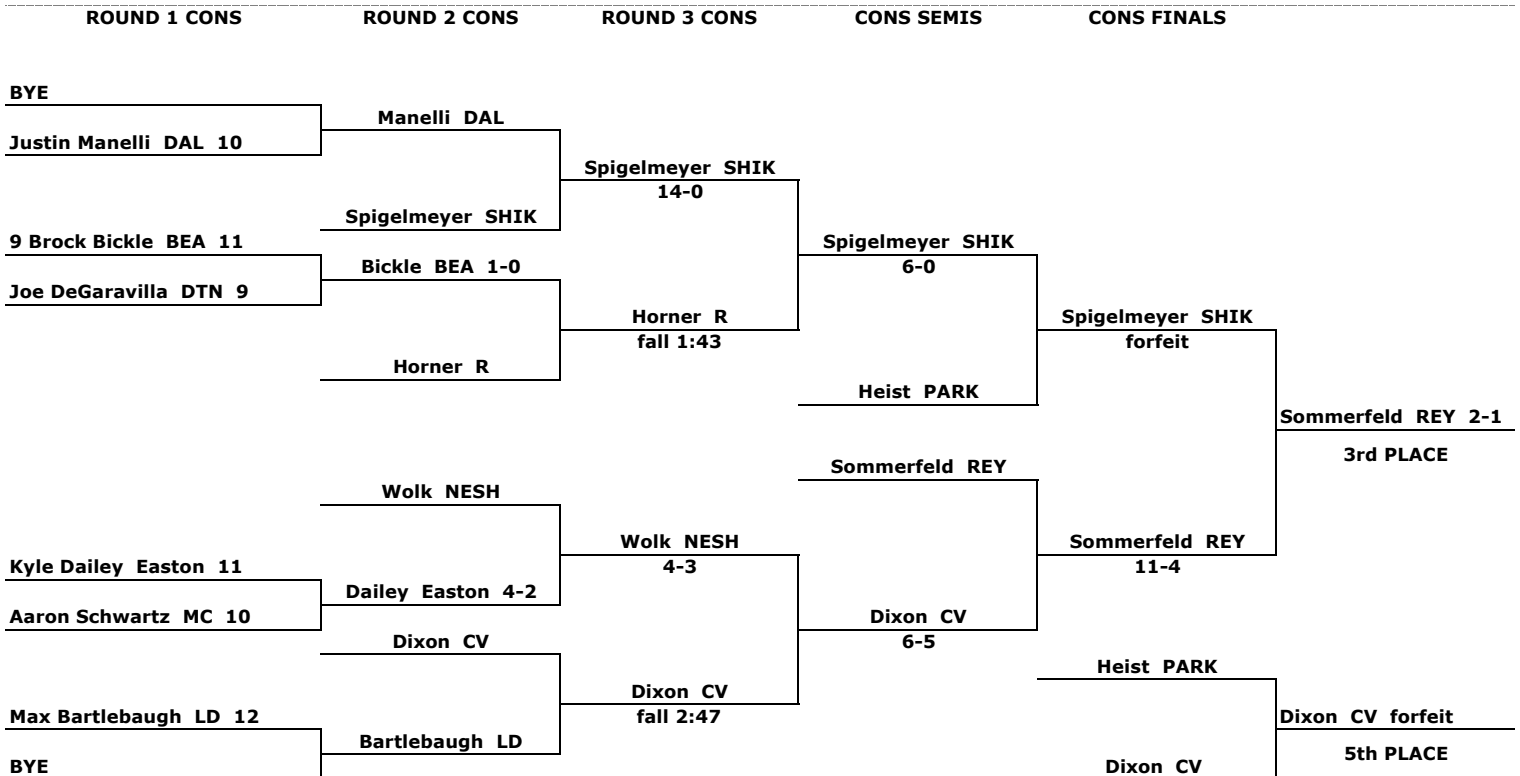 ROUND 1 CONS ROUND 2 CONS ROUND 3 CONS CONS SEMIS CONS FINALS
BYE
Manelli DAL
Justin Manelli DAL 10
Spigelmeyer SHIK
14-0
Spigelmeyer SHIK
9 Brock Bickle BEA 11
Spigelmeyer SHIK
Bickle BEA 1-0
6-0
Joe DeGaravilla DTN 9
Horner R
Spigelmeyer SHIK
fall 1:43
forfeit
Horner R
Heist PARK
Sommerfeld REY 2-1
3rd PLACE
Sommerfeld REY
Wolk NESH
Wolk NESH
Sommerfeld REY
Kyle Dailey Easton 11
4-3
11-4
Dailey Easton 4-2
Aaron Schwartz MC 10
Dixon CV
Dixon CV
6-5
Heist PARK
Dixon CV
Max Bartlebaugh LD 12
fall 2:47
Dixon CV forfeit
Bartlebaugh LD
5th PLACE
BYE
Dixon CV